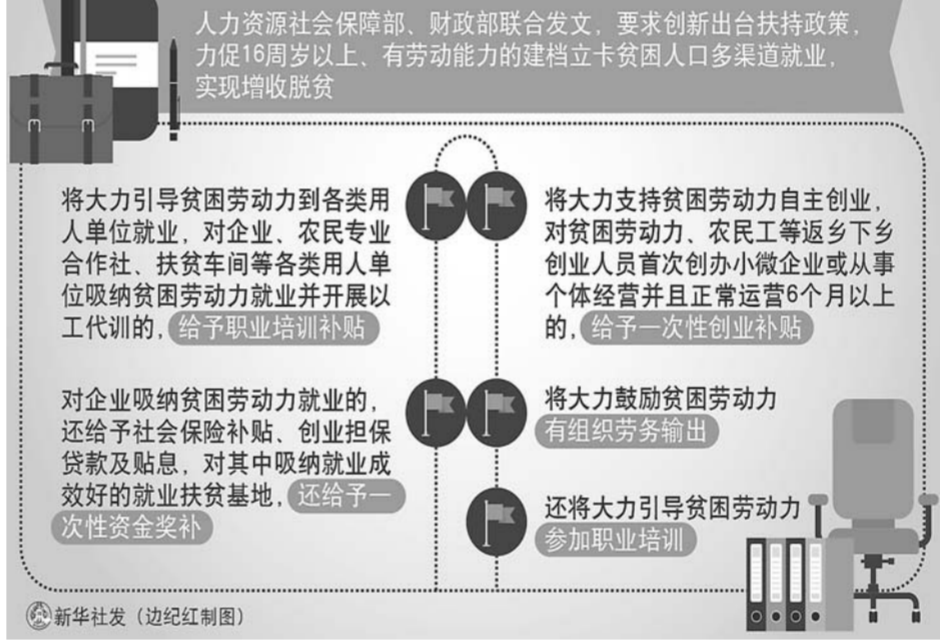 人力资源社会保障部、财政部联合发文，要求创新出台扶持政策，
力促16周岁以上、有劳动能力的建档立卡贫困人口多渠道就业，
实现增收脱贫
将大力引导贫困劳动力到各类用
人单位就业，对企业、农民专业
合作社、扶贫车间等各类用人单
位吸纳贫困劳动力就业并开展以
工代训的，给予职业培训补贴
对企业吸纳贫困劳动力就业的，
还给予社会保险补贴、创业担保
贷款及贴息，对其中吸纳就业成
效好的就业扶贫基地，还给予一
次性资金奖补
将大力支持贫困劳动力自主创业，
对贫困劳动力、农民工等返乡下乡
创业人员首次创办小微企业或从事
个体经营并且正常运营6个月以上
的，给予一次性创业补贴
将大力鼓励贫困劳动力
有组织劳务输出
还将大力引导贫困劳动力
参加职业培训
新华社发（边纪红制图）